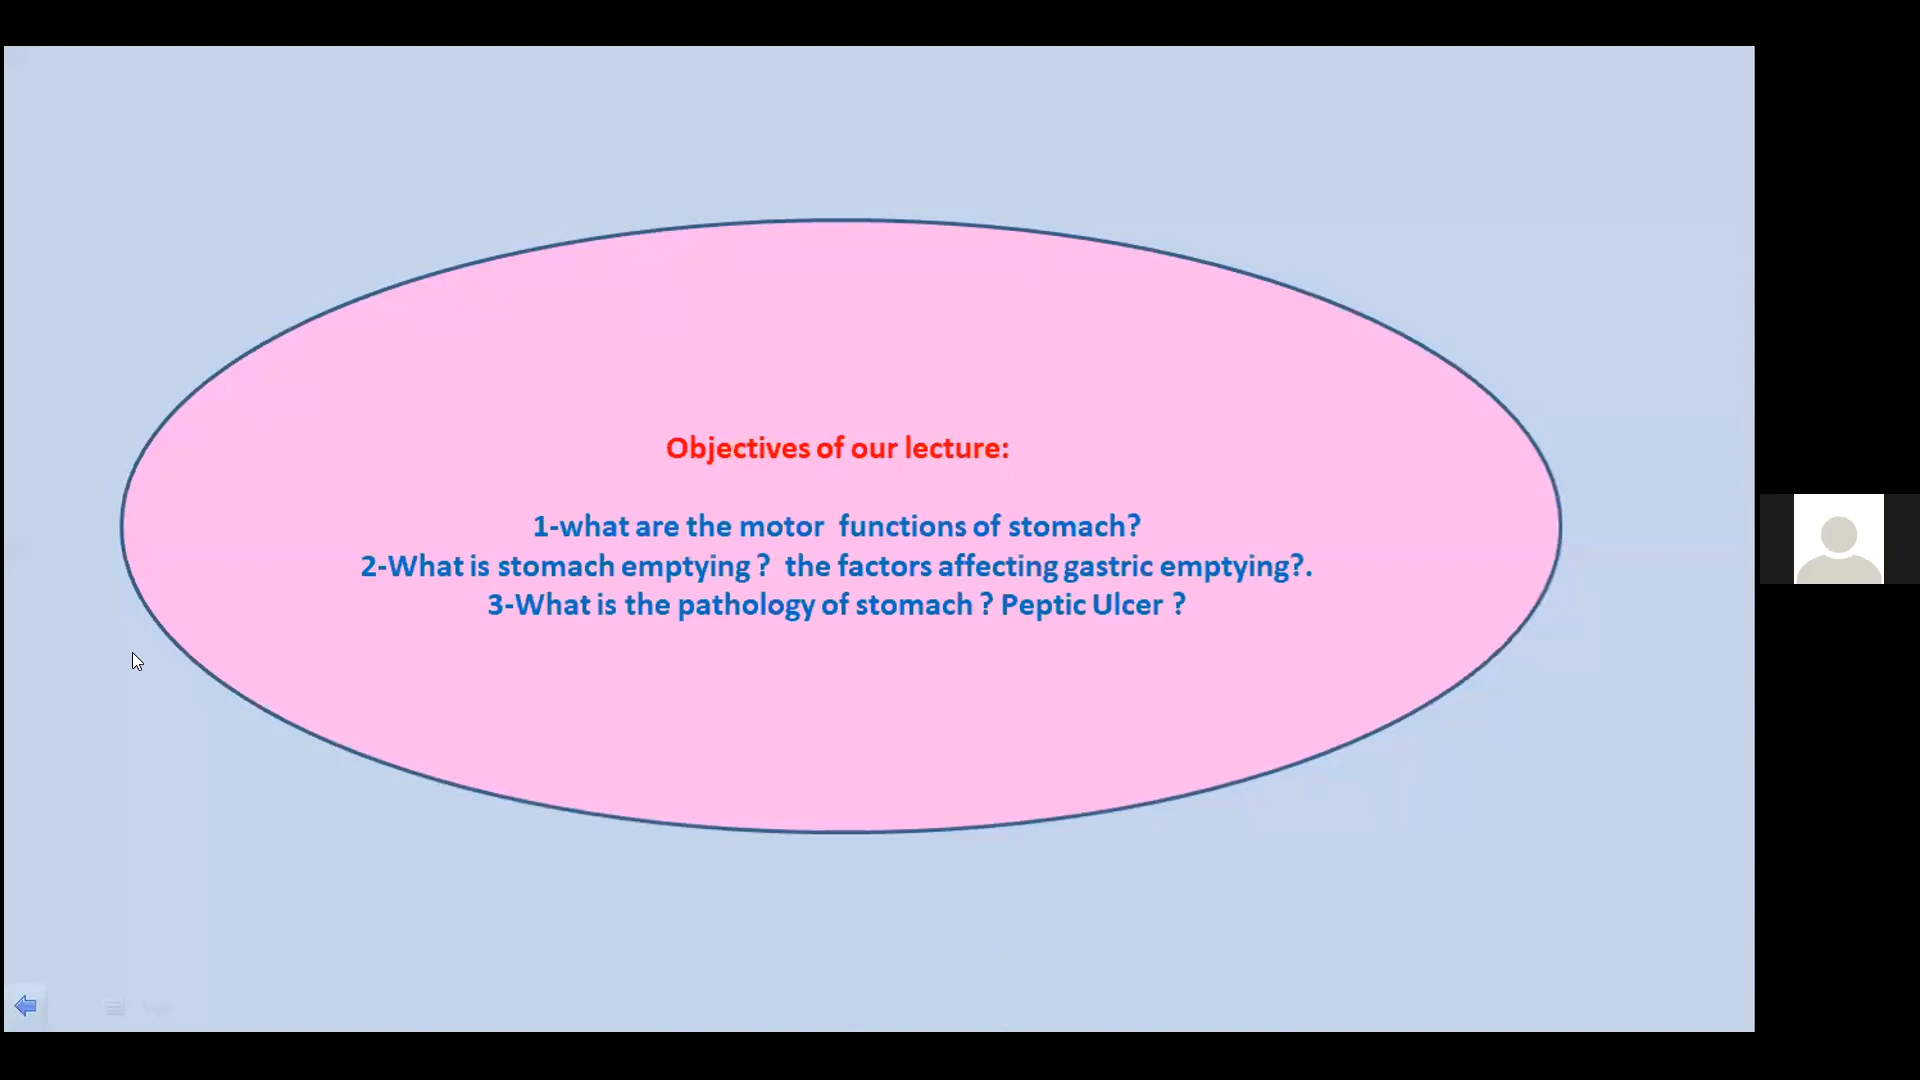 Objectives of our lecture:
1-what are the motor  functions of stomach?
2-What is stomach emptying ?  the factors affecting gastric emptying?.
3-What is the pathology of stomach ? Peptic Ulcer ?